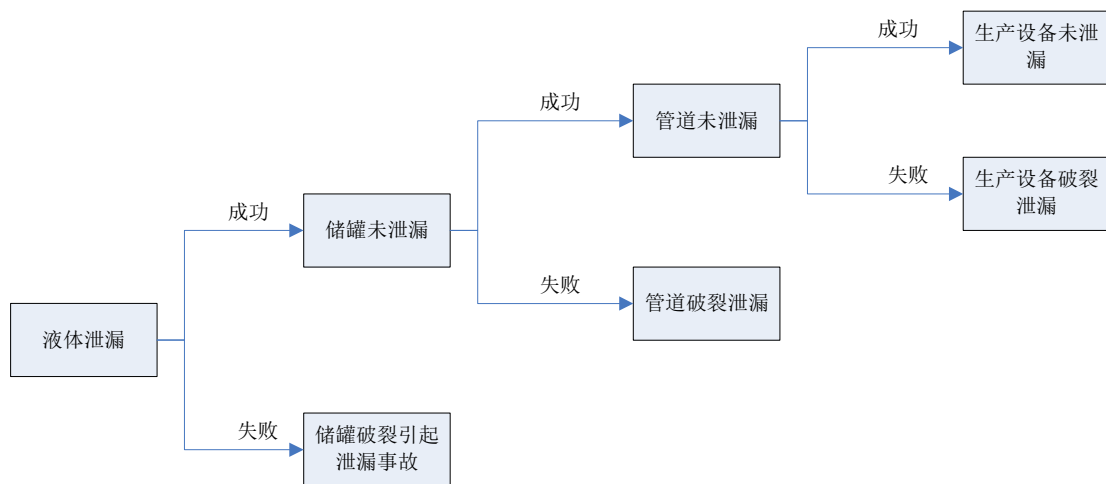 成功
生产设备未泄
漏
成功
管道未泄漏
失败
生产设备破裂
泄漏
成功
储罐未泄漏
失败
管道破裂泄漏
液体泄漏
失败
储罐破裂引起
泄漏事故